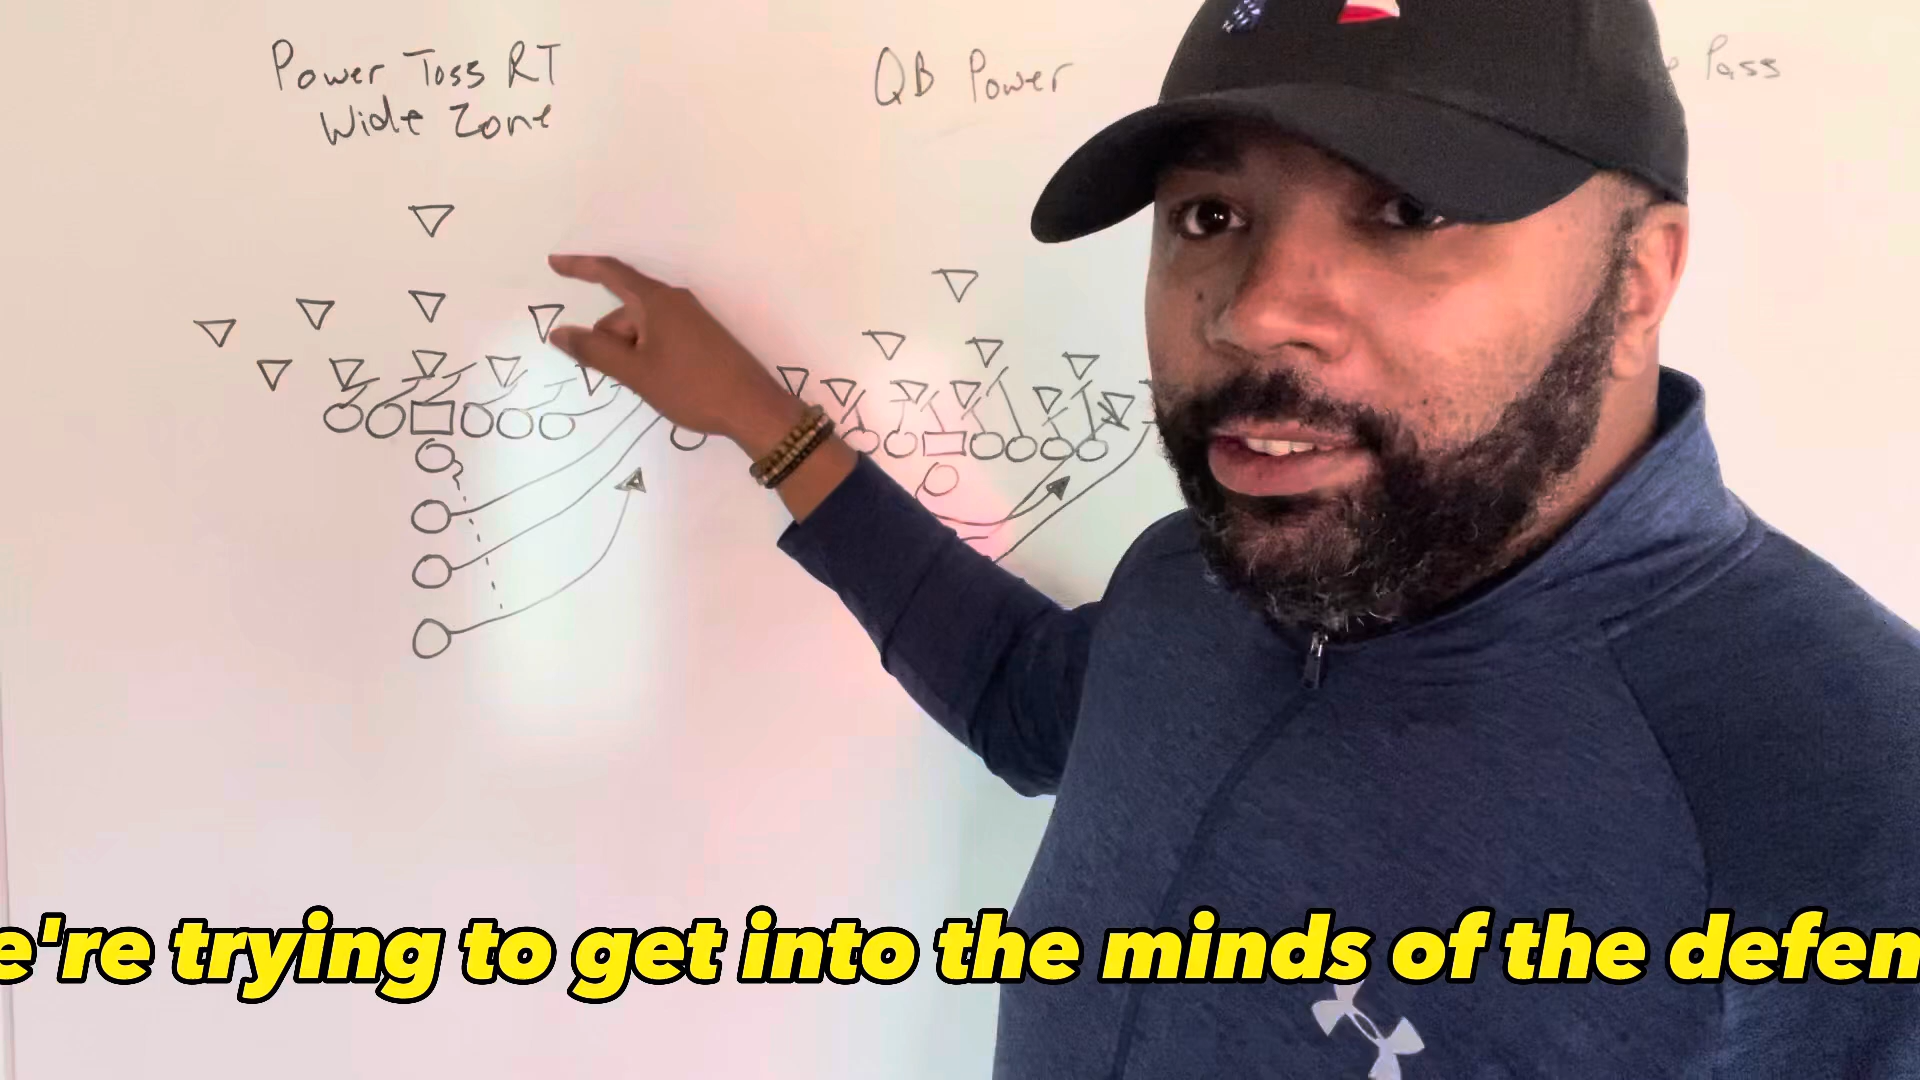 Power Toss RT
Wide Zone
QB Power
Pass
e're trying to get into the minds of the defen